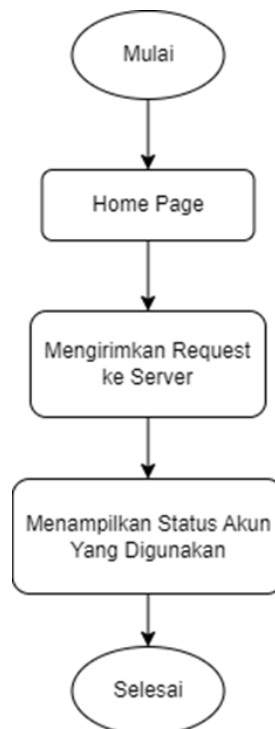 Mulai
Home Page
Mengirimkan Request
ke Server
Menampilkan Status Akun
Yang Digunakan
Selesai